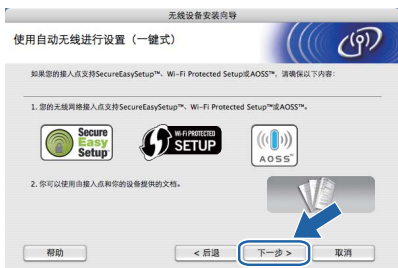 无线设备安装向导
使用自动无线进行设置（一键式）
如果您的接入点支持SecureEasySetup™、Wi-Fi Protected Setup或AOSS™，请确保以下内容：
1. 您的无线网络接入点支持SecureEasySetup™、Wi-Fi Protected Setup™或AOSS™。
Secure
Easy
Setup™
Wi-Fi PROTECTED
SETUP
AOSS™
2. 你可以使用由接入点和你的设备提供的文档。
帮助
< 后退
下一步 >
取消